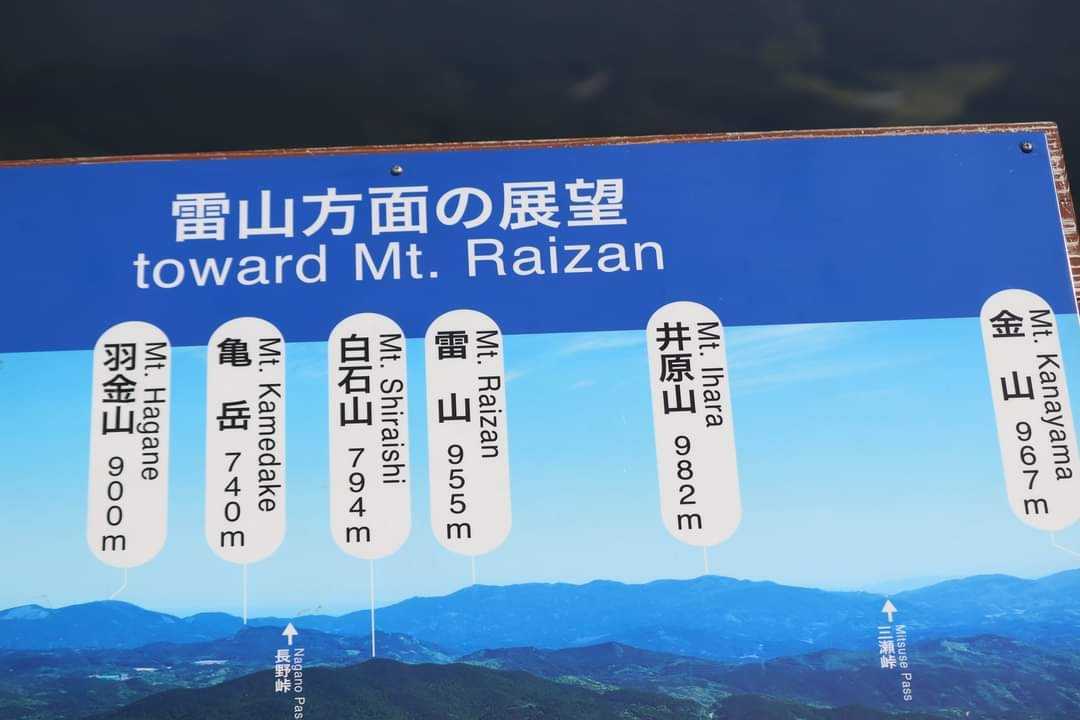 雷山方面の展望
toward Mt. Raizan
羽金山 900m
Mt. Hagane
亀岳 740m
Mt. Kamedake
白石山 794m
Mt. Shiraishi
雷山 955m
Mt. Raizan
井原山 982m
Mt. Ihara
金山 967m
Mt. Kanayama
長野峠
Nagano Pas
三瀬峠
Mitsuse Pass